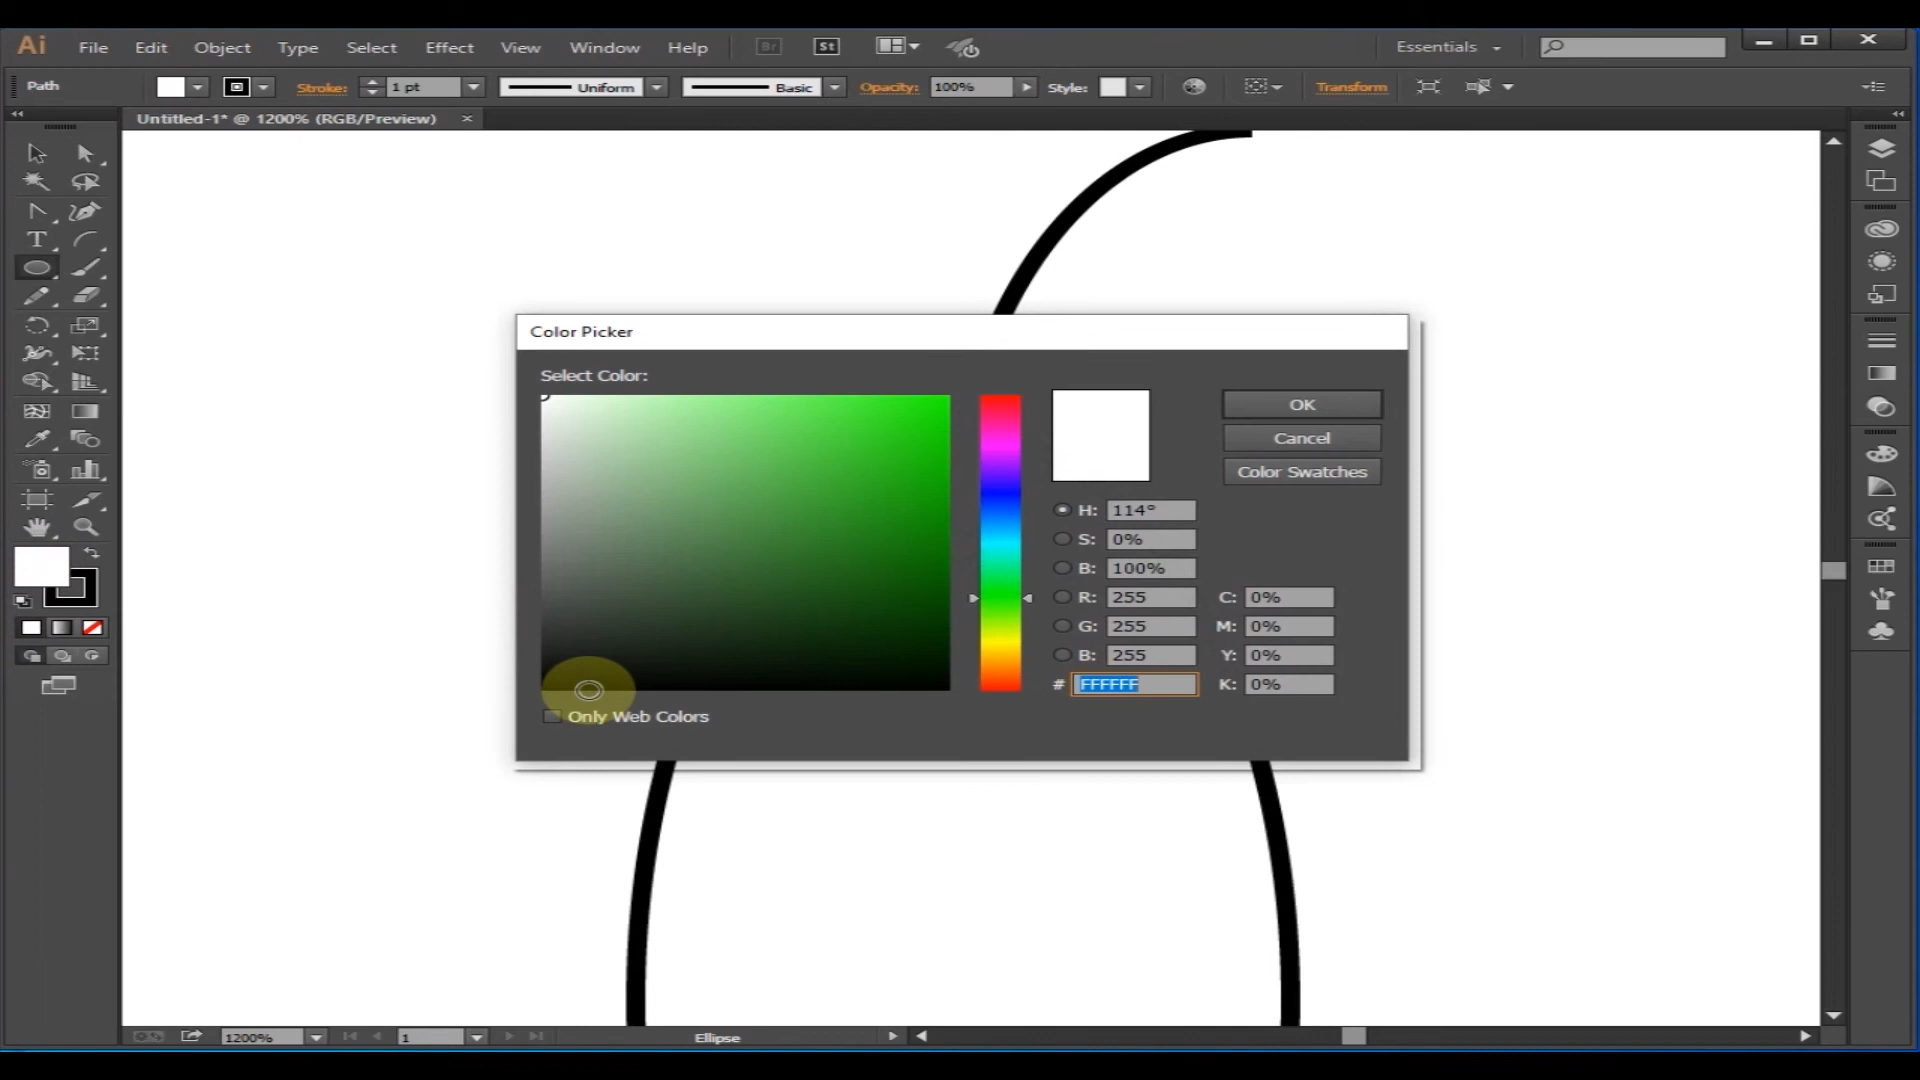 Ai File Edit Object Type Select Effect View Window Help Br St Essentials
Path Stroke: 1 pt Uniform Basic Opacity: 100% Style: Transform
Untitled-1* @ 1200% (RGB/Preview) ×
Color Picker
Select Color:
OK
Cancel
Color Swatches
H: 114°
S: 0%
B: 100%
R: 255 C: 0%
G: 255 M: 0%
B: 255 Y: 0%
# FFFFFF K: 0%
Only Web Colors
1200% 1 Ellipse